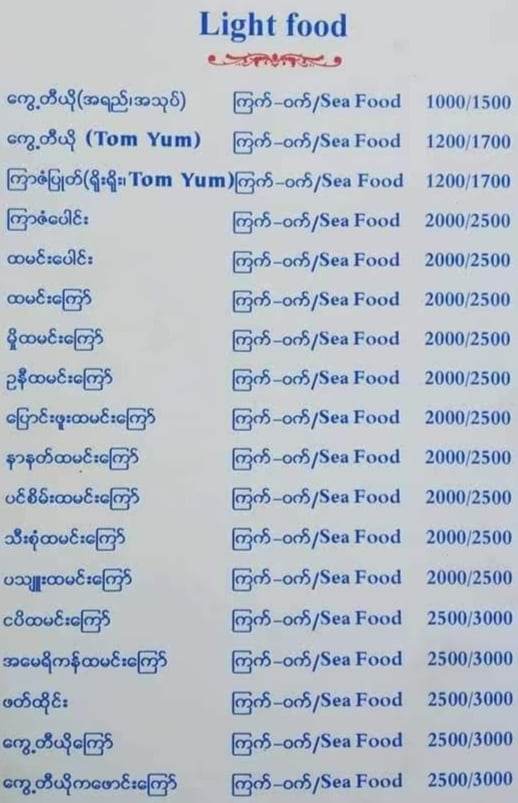 Light food
ကွေ့တီယို(အရည်၊အသုပ်) ကြက်-ဝက်/Sea Food 1000/1500
ကွေ့တီယို (Tom Yum) ကြက်-ဝက်/Sea Food 1200/1700
ကြာဇံပြုတ်(ရိုးရိုး၊ Tom Yum) ကြက်-ဝက်/Sea Food 1200/1700
ကြာဇံပေါင်း ကြက်-ဝက်/Sea Food 2000/2500
ထမင်းပေါင်း ကြက်-ဝက်/Sea Food 2000/2500
ထမင်းကြော် ကြက်-ဝက်/Sea Food 2000/2500
မှိုထမင်းကြော် ကြက်-ဝက်/Sea Food 2000/2500
ဥနီထမင်းကြော် ကြက်-ဝက်/Sea Food 2000/2500
ပြောင်းဖူးထမင်းကြော် ကြက်-ဝက်/Sea Food 2000/2500
နာနတ်ထမင်းကြော် ကြက်-ဝက်/Sea Food 2000/2500
ပင်စိမ်းထမင်းကြော် ကြက်-ဝက်/Sea Food 2000/2500
သီးစုံထမင်းကြော် ကြက်-ဝက်/Sea Food 2000/2500
ပသျှူးထမင်းကြော် ကြက်-ဝက်/Sea Food 2000/2500
ငပိထမင်းကြော် ကြက်-ဝက်/Sea Food 2500/3000
အမေရိကန်ထမင်းကြော် ကြက်-ဝက်/Sea Food 2500/3000
ဖတ်ထိုင်း ကြက်-ဝက်/Sea Food 2500/3000
ကွေ့တီယိုကြော် ကြက်-ဝက်/Sea Food 2500/3000
ကွေ့တီယိုကဖောင်းကြော် ကြက်-ဝက်/Sea Food 2500/3000